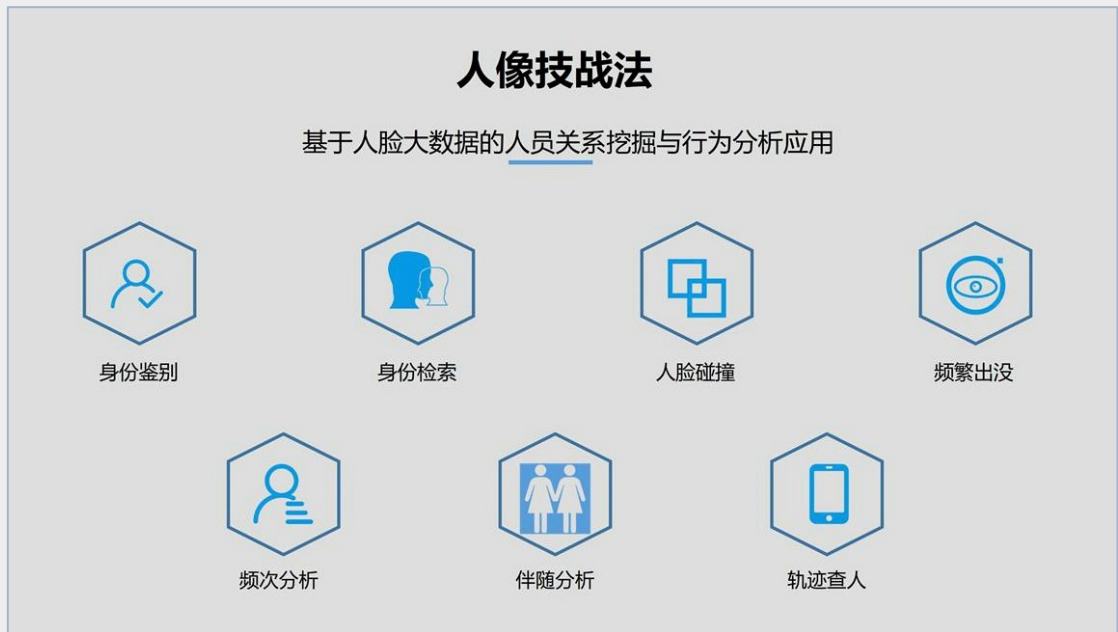 人像技战法
基于人脸大数据的人员关系挖掘与行为分析应用
身份鉴别
身份检索
人脸碰撞
频繁出没
频次分析
伴随分析
轨迹查人